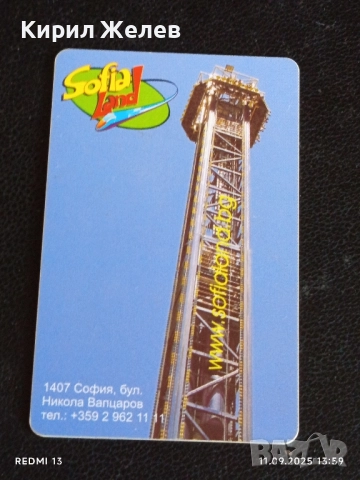 Кирил Желев
Sofia
Land
www.sofialand.bg
1407 София, бул.
Никола Вапцаров
тел.: +359 2 962 11 11
REDMI 13
11.09.2025 13:59
BAZAR